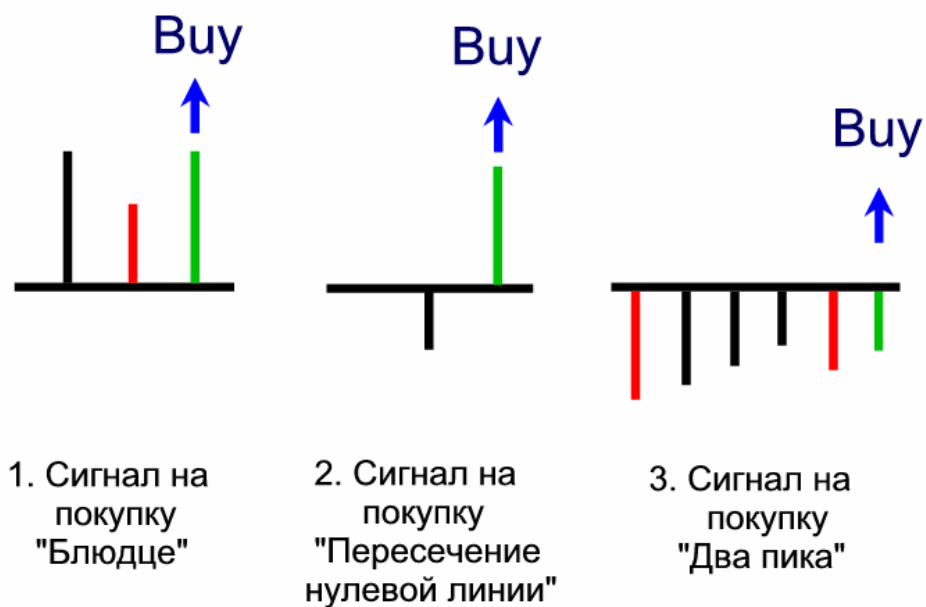 Buy
Buy
Buy
1. Сигнал на
покупку
"Блюдце"
2. Сигнал на
покупку
"Пересечение
нулевой линии"
3. Сигнал на
покупку
"Два пика"